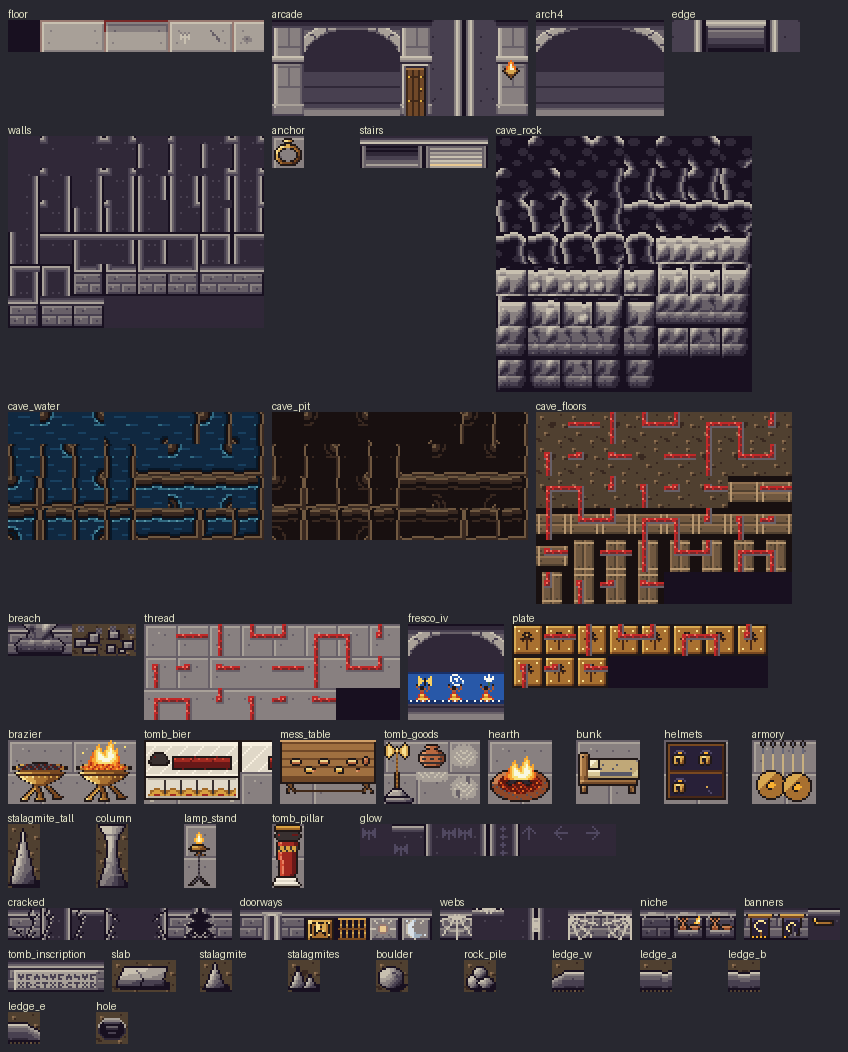 floor arcade arch4 edge
walls anchor stairs cave_rock
cave_water cave_pit cave_floors
breach thread fresco_iv plate
brazier tomb_bier mess_table tomb_goods hearth bunk helmets armory
stalagmite_tall column lamp_stand tomb_pillar glow
cracked doorways webs niche banners
tomb_inscription slab stalagmite stalagmites boulder rock_pile ledge_w ledge_a ledge_b
ledge_e hole